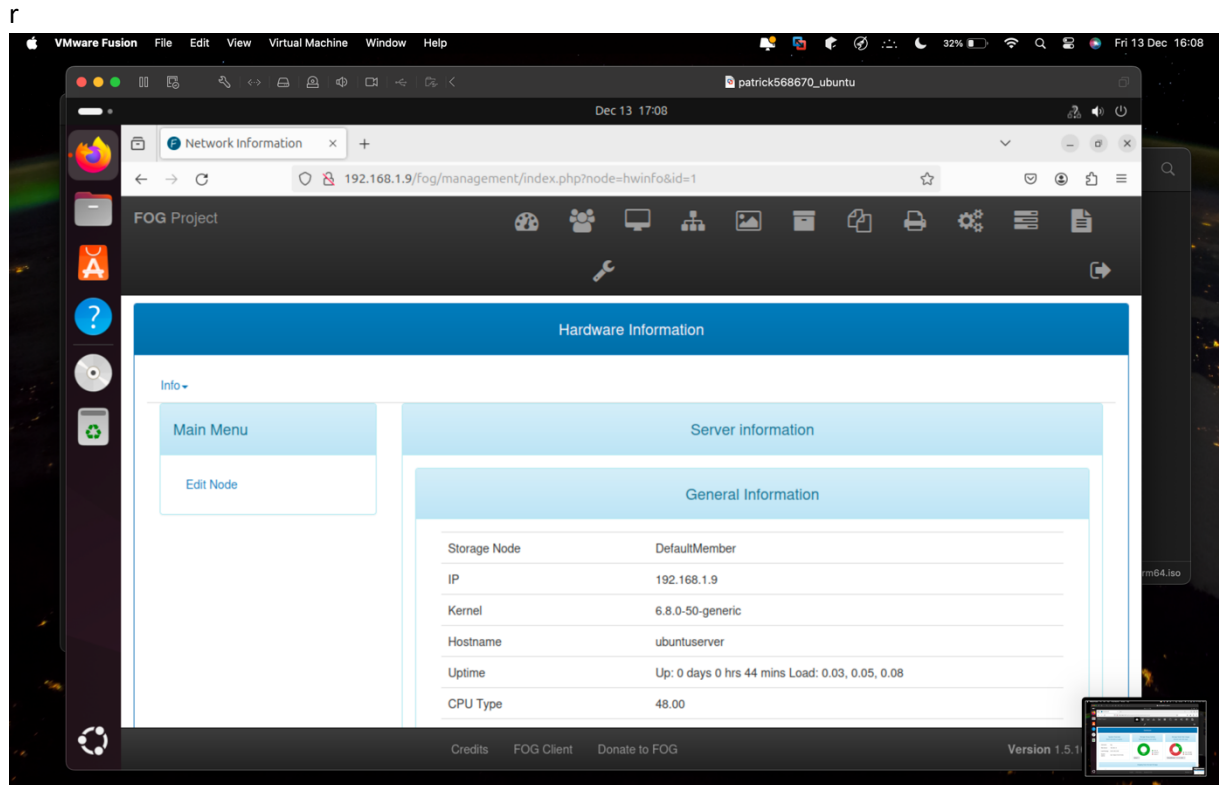 r
VMware Fusion File Edit View Virtual Machine Window Help 32% Fri 13 Dec 16:08
patrick568670_ubuntu
Dec 13 17:08
Network Information
192.168.1.9/fog/management/index.php?node=hwinfo&id=1
FOG Project
Hardware Information
Info
Main Menu
Server information
Edit Node
General Information
Storage Node DefaultMember
IP 192.168.1.9
rm64.iso
Kernel 6.8.0-50-generic
Hostname ubuntuserver
Uptime Up: 0 days 0 hrs 44 mins Load: 0.03, 0.05, 0.08
CPU Type 48.00
Credits FOG Client Donate to FOG Version 1.5.1